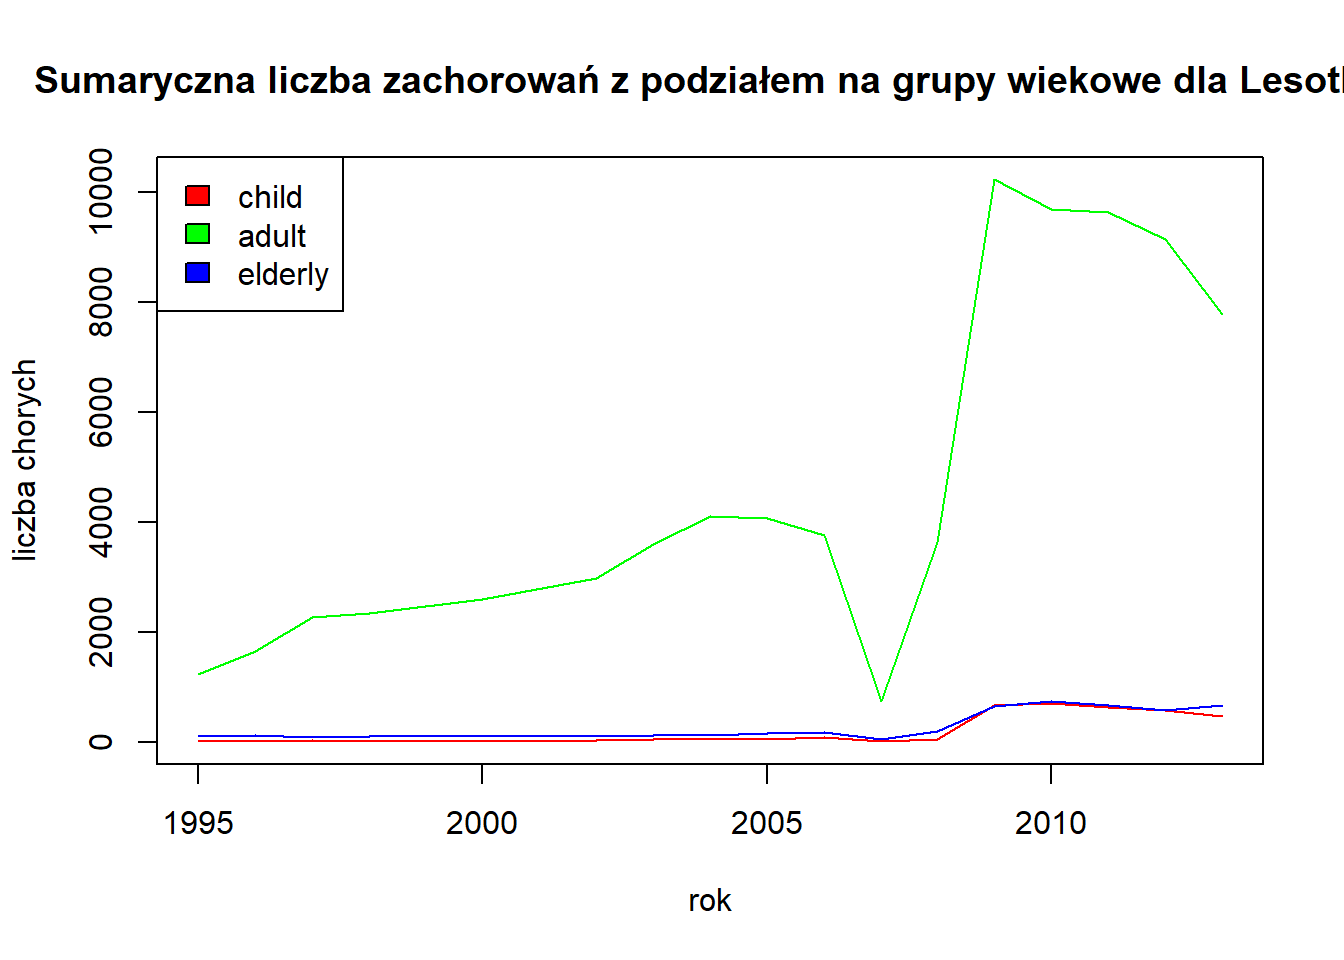 Sumaryczna liczba zachorowań z podziałem na grupy wiekowe dla Lesot
child
adult
elderly
liczba chorych
10000
8000
6000
4000
2000
0
1995 2000 2005 2010
rok